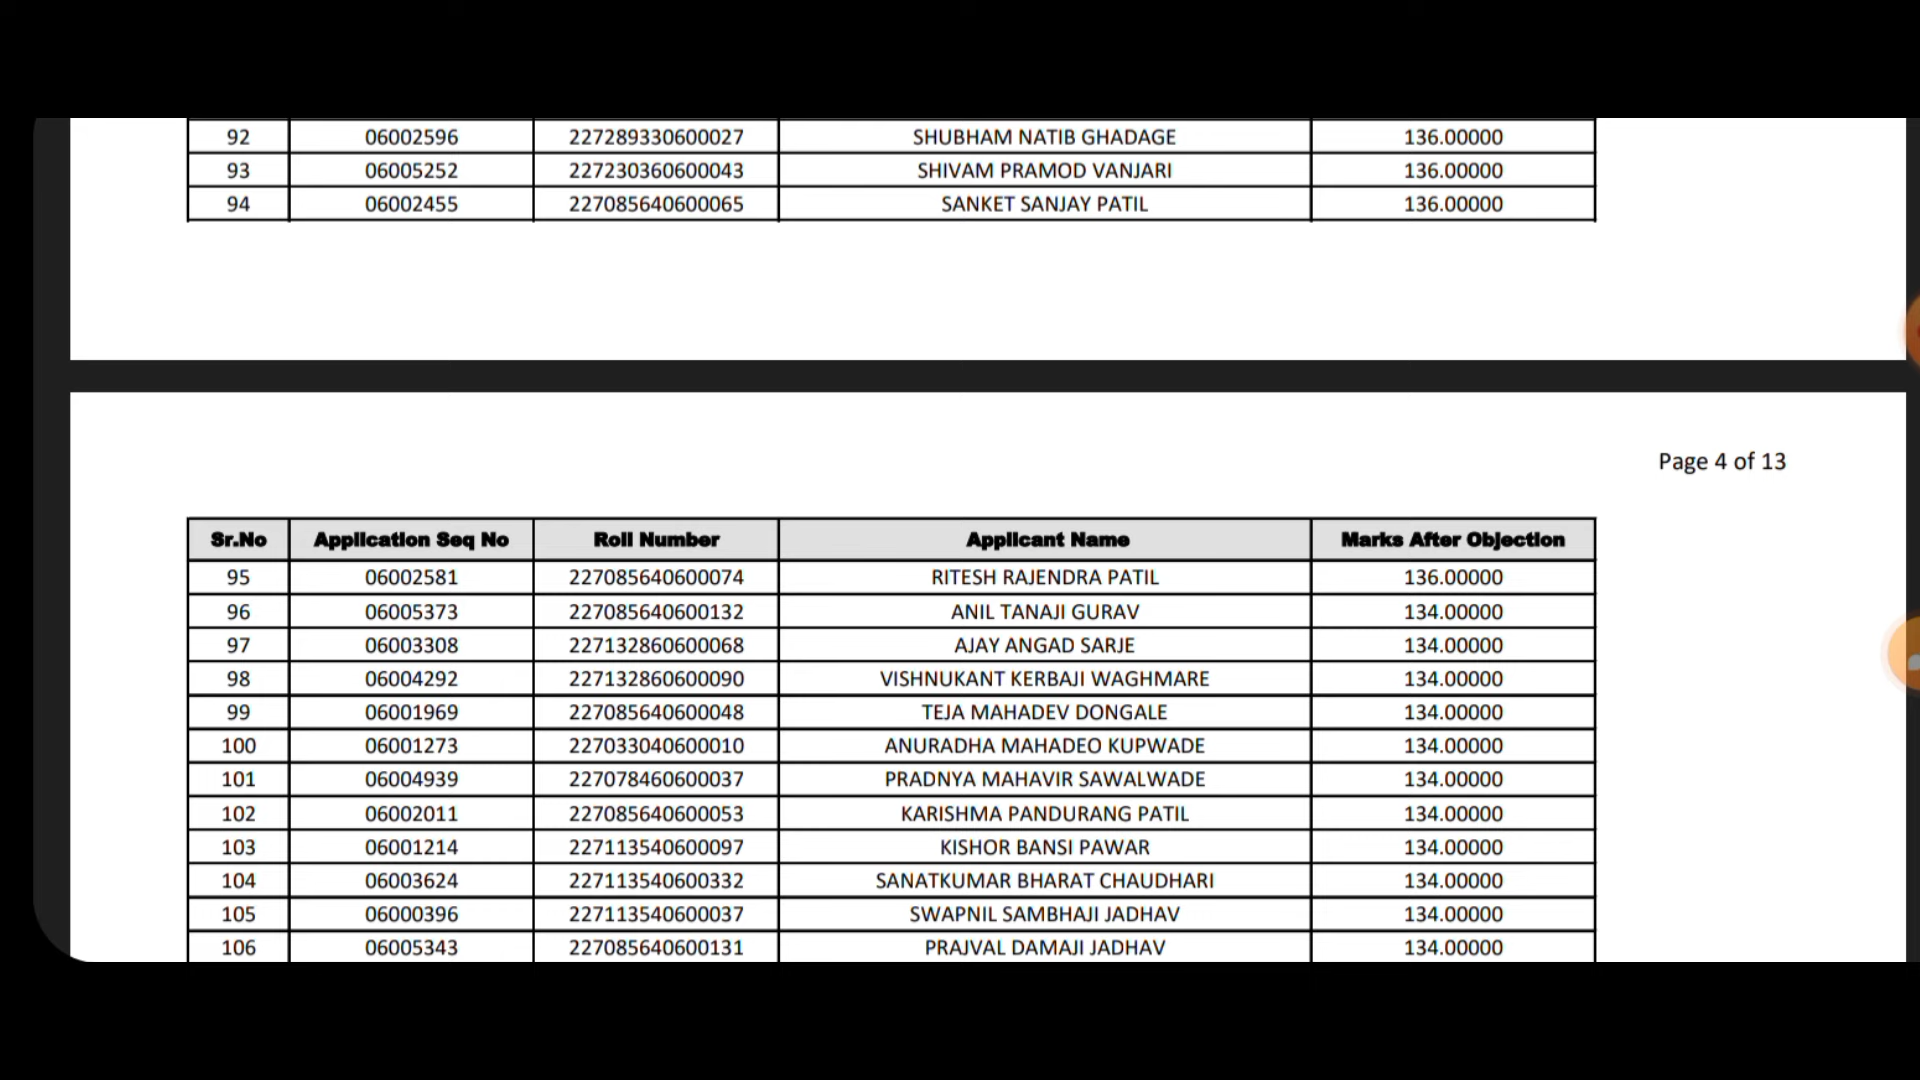 92 06002596 227289330600027 SHUBHAM NATIB GHADAGE 136.00000
93 06005252 227230360600043 SHIVAM PRAMOD VANJARI 136.00000
94 06002455 227085640600065 SANKET SANJAY PATIL 136.00000
Page 4 of 13
Sr.No Application Seq No Roll Number Applicant Name Marks After Objection
95 06002581 227085640600074 RITESH RAJENDRA PATIL 136.00000
96 06005373 227085640600132 ANIL TANAJI GURAV 134.00000
97 06003308 227132860600068 AJAY ANGAD SARJE 134.00000
98 06004292 227132860600090 VISHNUKANT KERBAJI WAGHMARE 134.00000
99 06001969 227085640600048 TEJA MAHADEV DONGALE 134.00000
100 06001273 227033040600010 ANURADHA MAHADEO KUPWADE 134.00000
101 06004939 227078460600037 PRADNYA MAHAVIR SAWALWADE 134.00000
102 06002011 227085640600053 KARISHMA PANDURANG PATIL 134.00000
103 06001214 227113540600097 KISHOR BANSI PAWAR 134.00000
104 06003624 227113540600332 SANATKUMAR BHARAT CHAUDHARI 134.00000
105 06000396 227113540600037 SWAPNIL SAMBHAJI JADHAV 134.00000
106 06005343 227085640600131 PRAJVAL DAMAJI JADHAV 134.00000